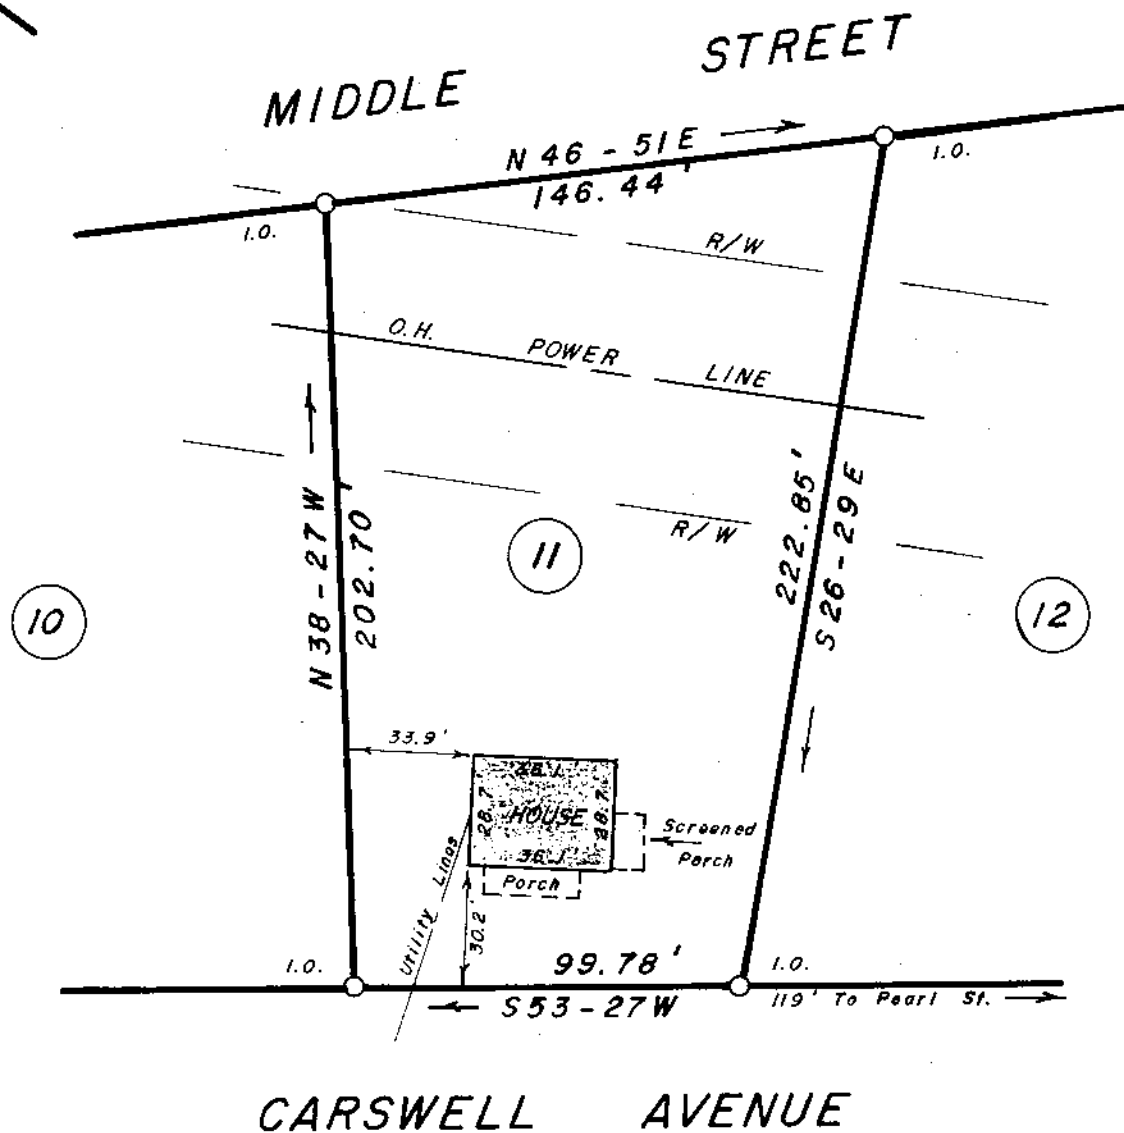 MIDDLE STREET
N 46 - 51 E
146.44'
I.O.
I.O.
R/W
O.H. POWER LINE
R/W
N 38 - 27 W
202.70'
222.85'
S 26 - 29 E
10
11
12
33.9'
36.1'
28.7'
HOUSE
28.7'
36.1'
Screened
Porch
Porch
Utility Lines
30.2'
I.O.
99.78'
I.O.
S 53 - 27 W
119' To Pearl St.
CARSWELL AVENUE